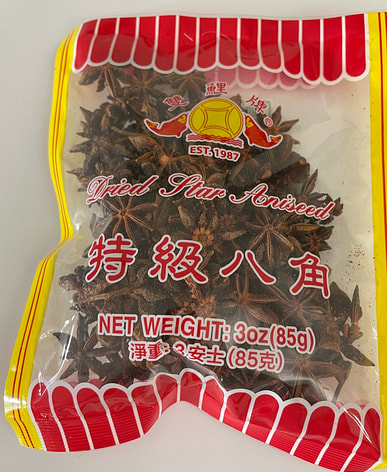 雙鯉牌®
EST. 1987
Dried Star Aniseed
特級八角
NET WEIGHT: 3oz(85g)
淨重: 3 安士 (85克)